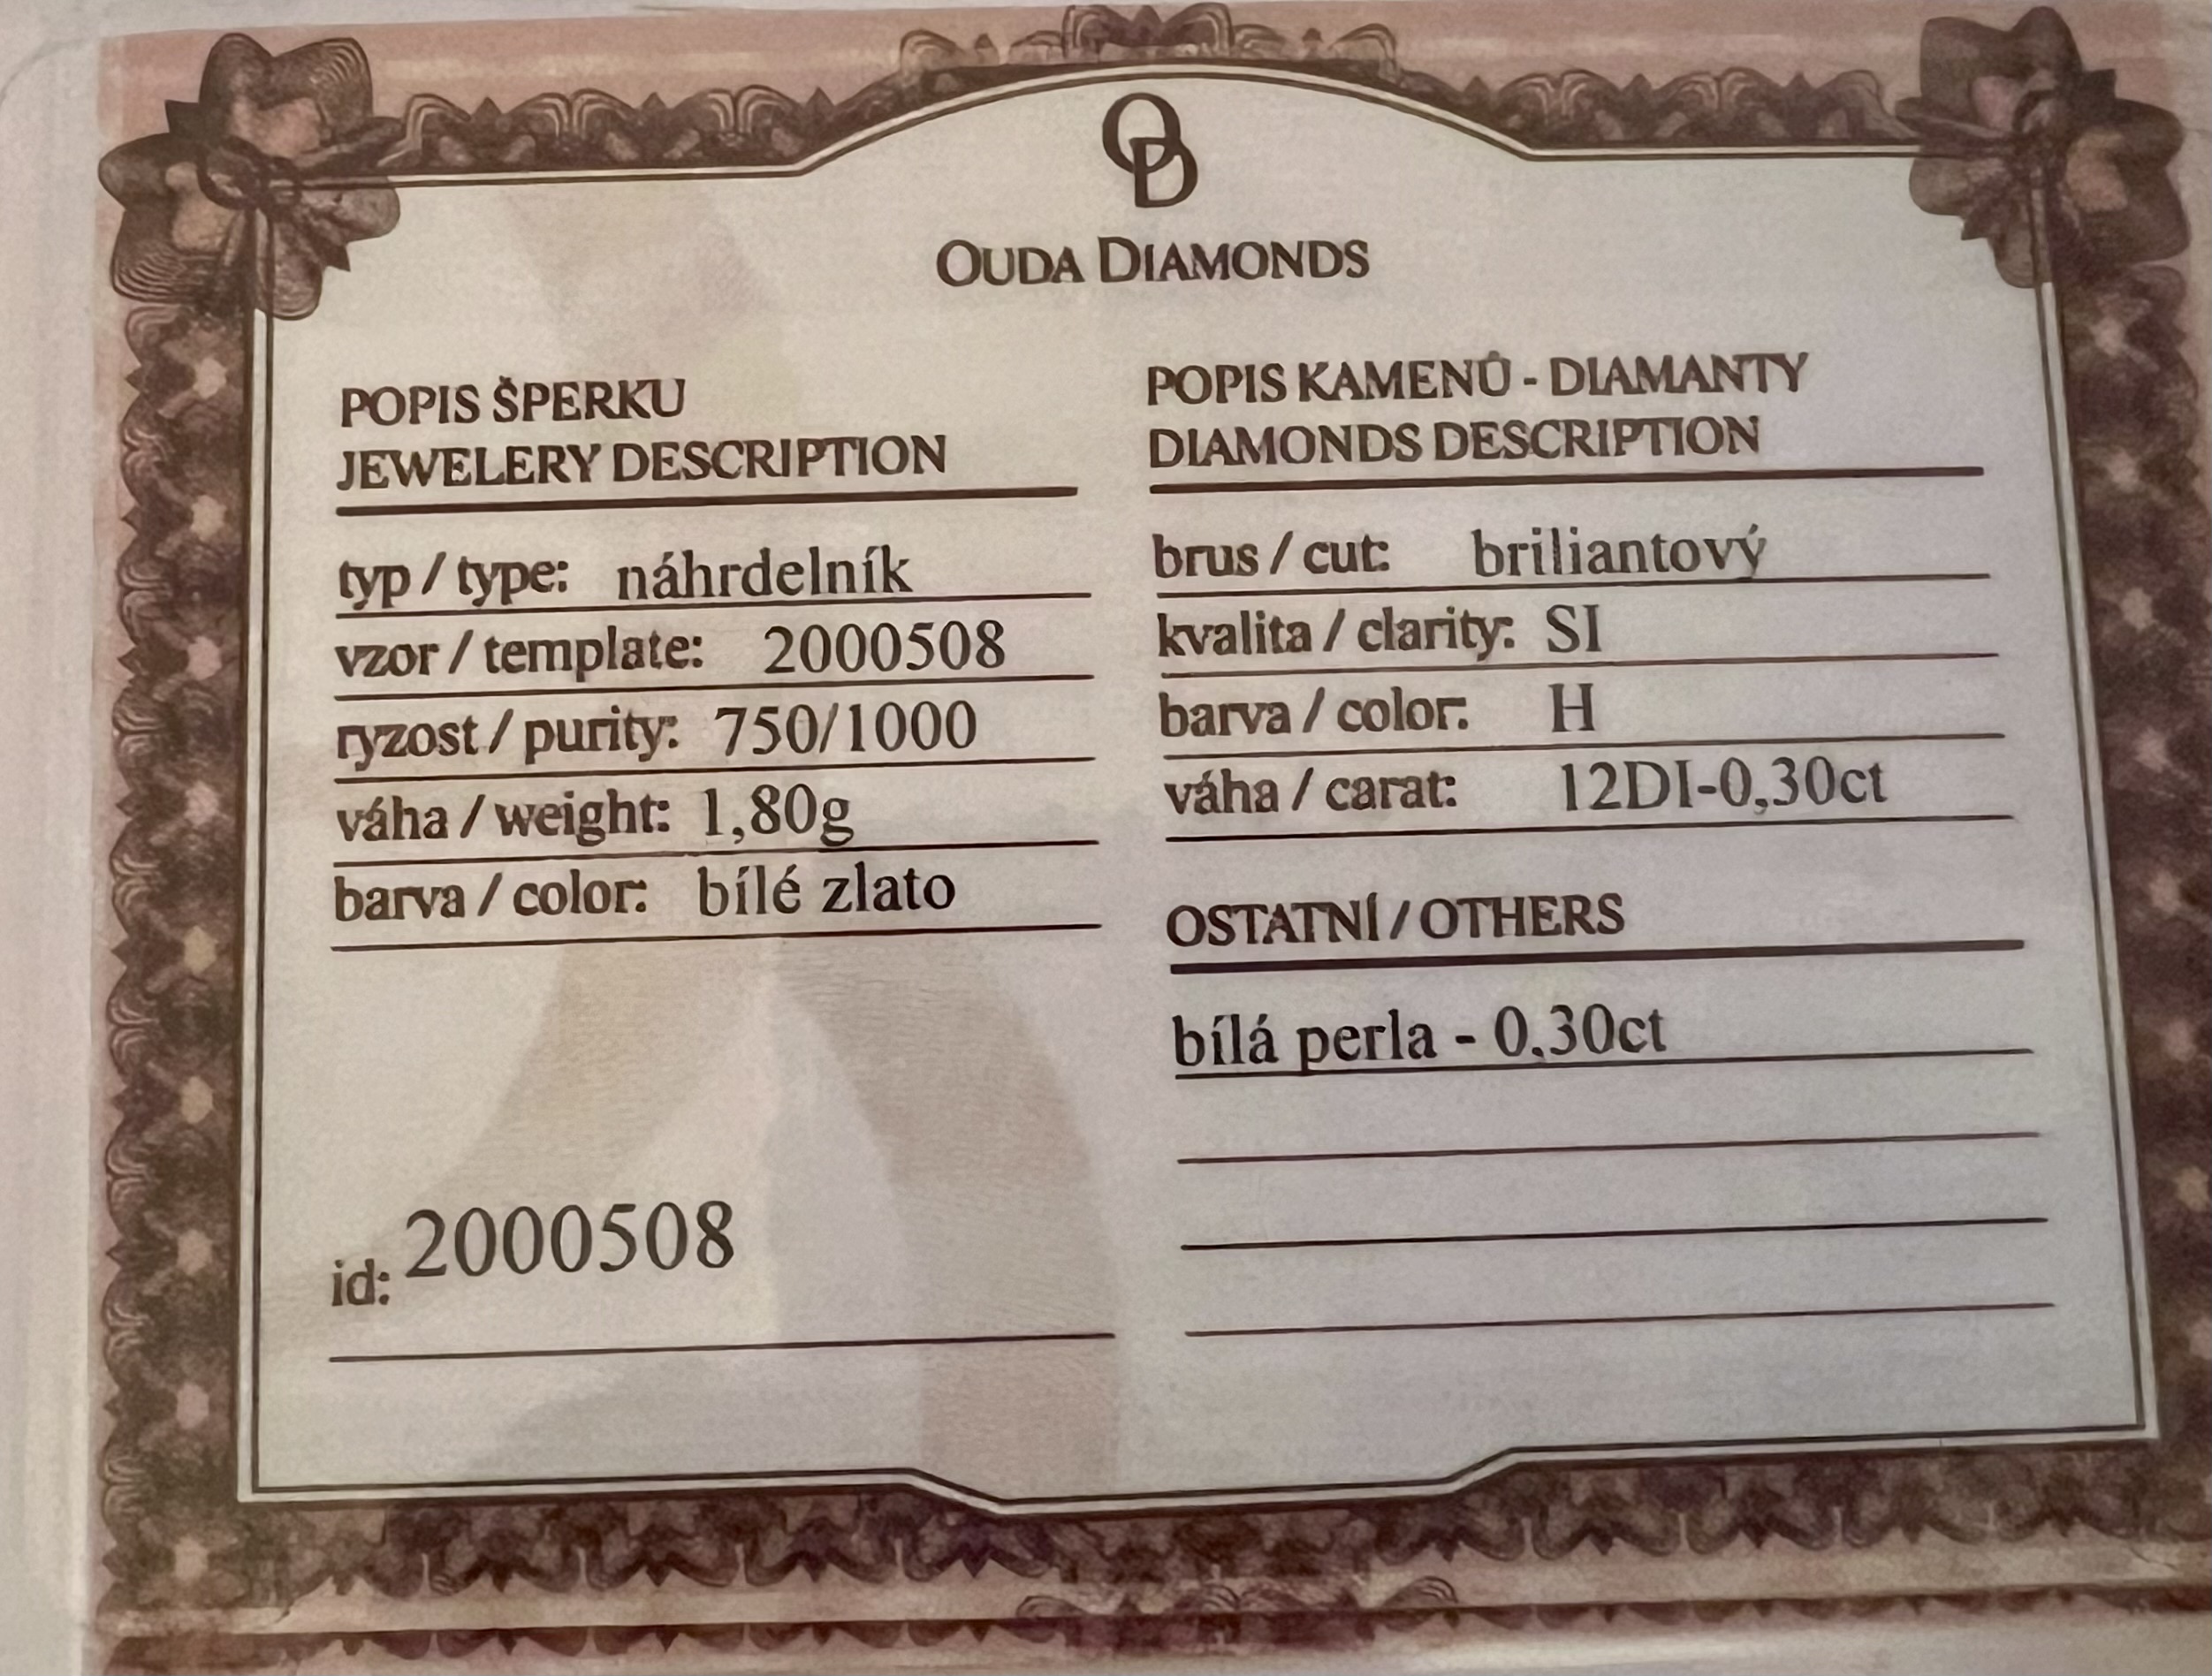 OD
OUDA DIAMONDS
POPIS ŠPERKU
JEWELERY DESCRIPTION
typ / type: náhrdelník
vzor / template: 2000508
ryzost / purity: 750/1000
váha / weight: 1,80g
barva / color: bílé zlato
id: 2000508
POPIS KAMENŮ - DIAMANTY
DIAMONDS DESCRIPTION
brus / cut: briliantový
kvalita / clarity: SI
barva / color: H
váha / carat: 12DI-0,30ct
OSTATNÍ / OTHERS
bílá perla - 0.30ct